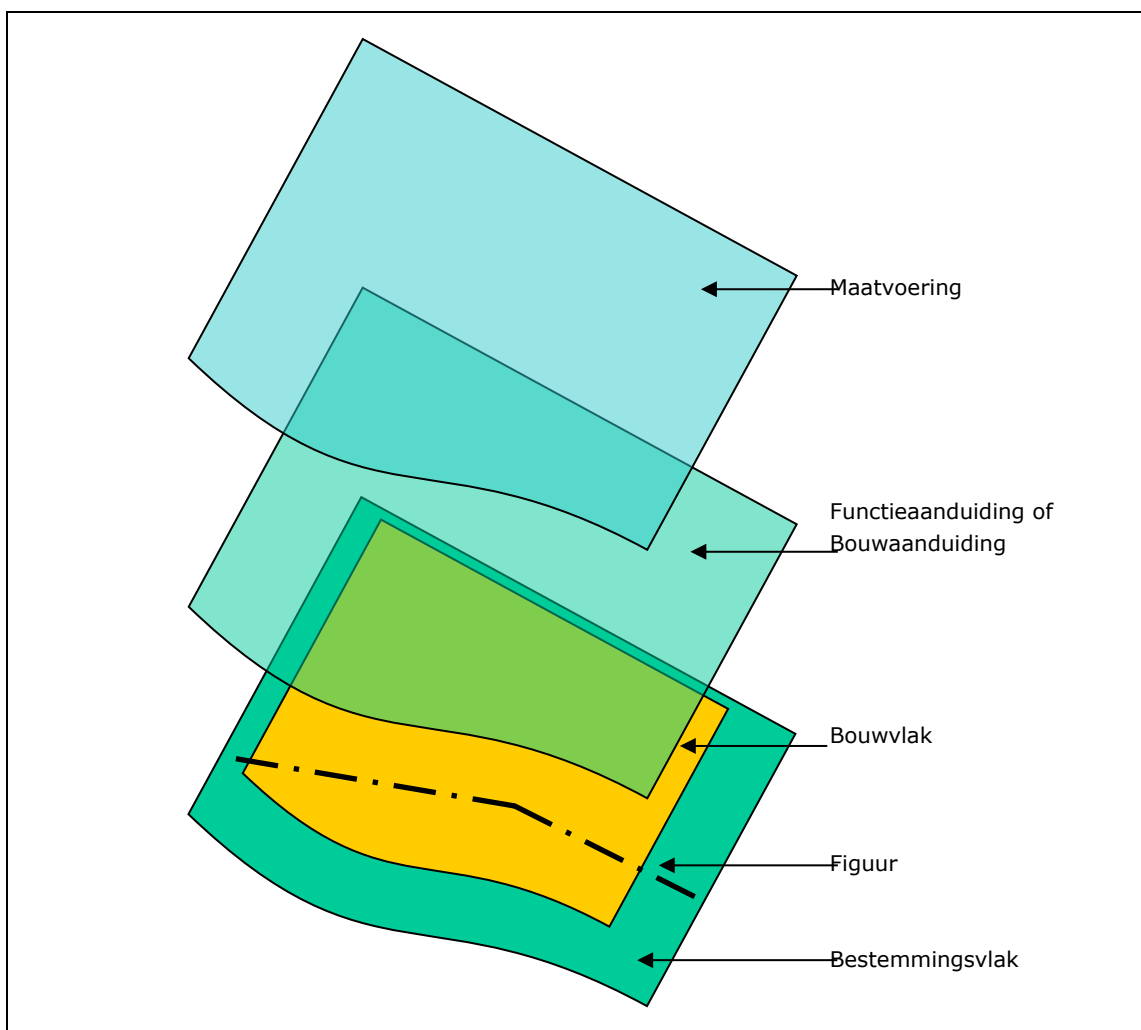 Maatvoering
Functieaanduiding of
Bouwaanduiding
Bouwvlak
Figuur
Bestemmingsvlak